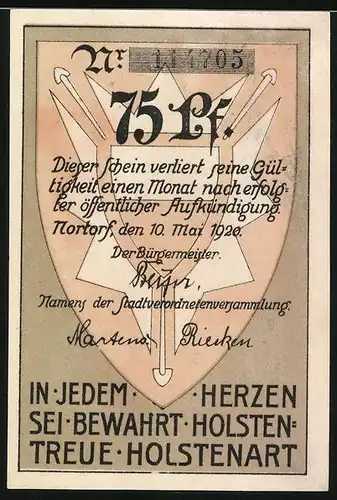 Nr 114705
75 Pf.
Dieser Schein verliert seine Gül=
tigkeit einen Monat nach erfolg=
ter öffentlicher Aufkündigung.
Nortorf, den 10. Mai 1920.
Der Bürgermeister.
Namens der Stadtverordnetenversammlung.
Martens Riecken
IN·JEDEM· HERZEN
SEI·BEWAHRT·HOLSTEN=
TREUE·HOLSTENART